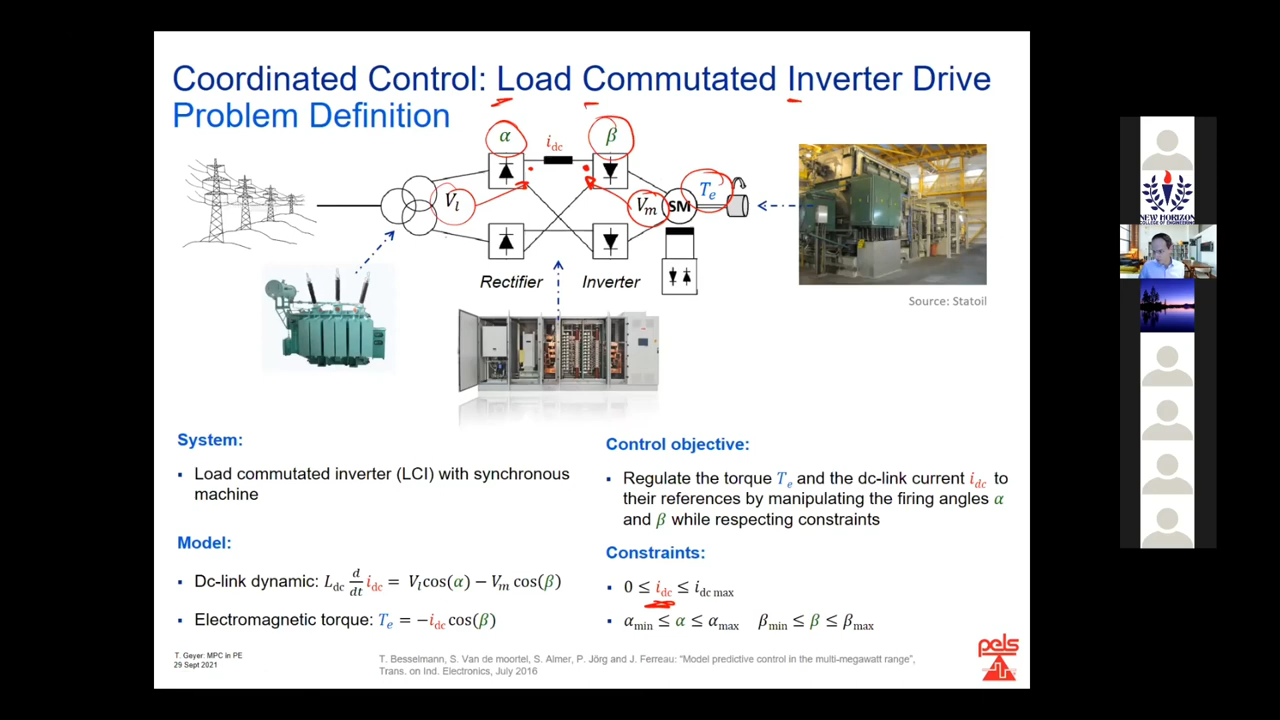 Coordinated Control: Load Commutated Inverter Drive
Problem Definition
α
i_dc
β
V_l
V_m
SM
T_e
Rectifier
Inverter
Source: Statoil
System:
▪ Load commutated inverter (LCI) with synchronous
machine
Model:
▪ Dc-link dynamic: L_dc d/dt i_dc = V_l cos(α) − V_m cos(β)
▪ Electromagnetic torque: T_e = −i_dc cos(β)
Control objective:
▪ Regulate the torque T_e and the dc-link current i_dc to
their references by manipulating the firing angles α
and β while respecting constraints
Constraints:
▪ 0 ≤ i_dc ≤ i_dc max
▪ α_min ≤ α ≤ α_max β_min ≤ β ≤ β_max
T. Geyer: MPC in PE
29 Sept 2021
T. Besselmann, S. Van de moortel, S. Almer, P. Jörg and J. Ferreau: “Model predictive control in the multi-megawatt range”,
Trans. on Ind. Electronics, July 2016
pels
NEW HORIZON
COLLEGE OF ENGINEERING